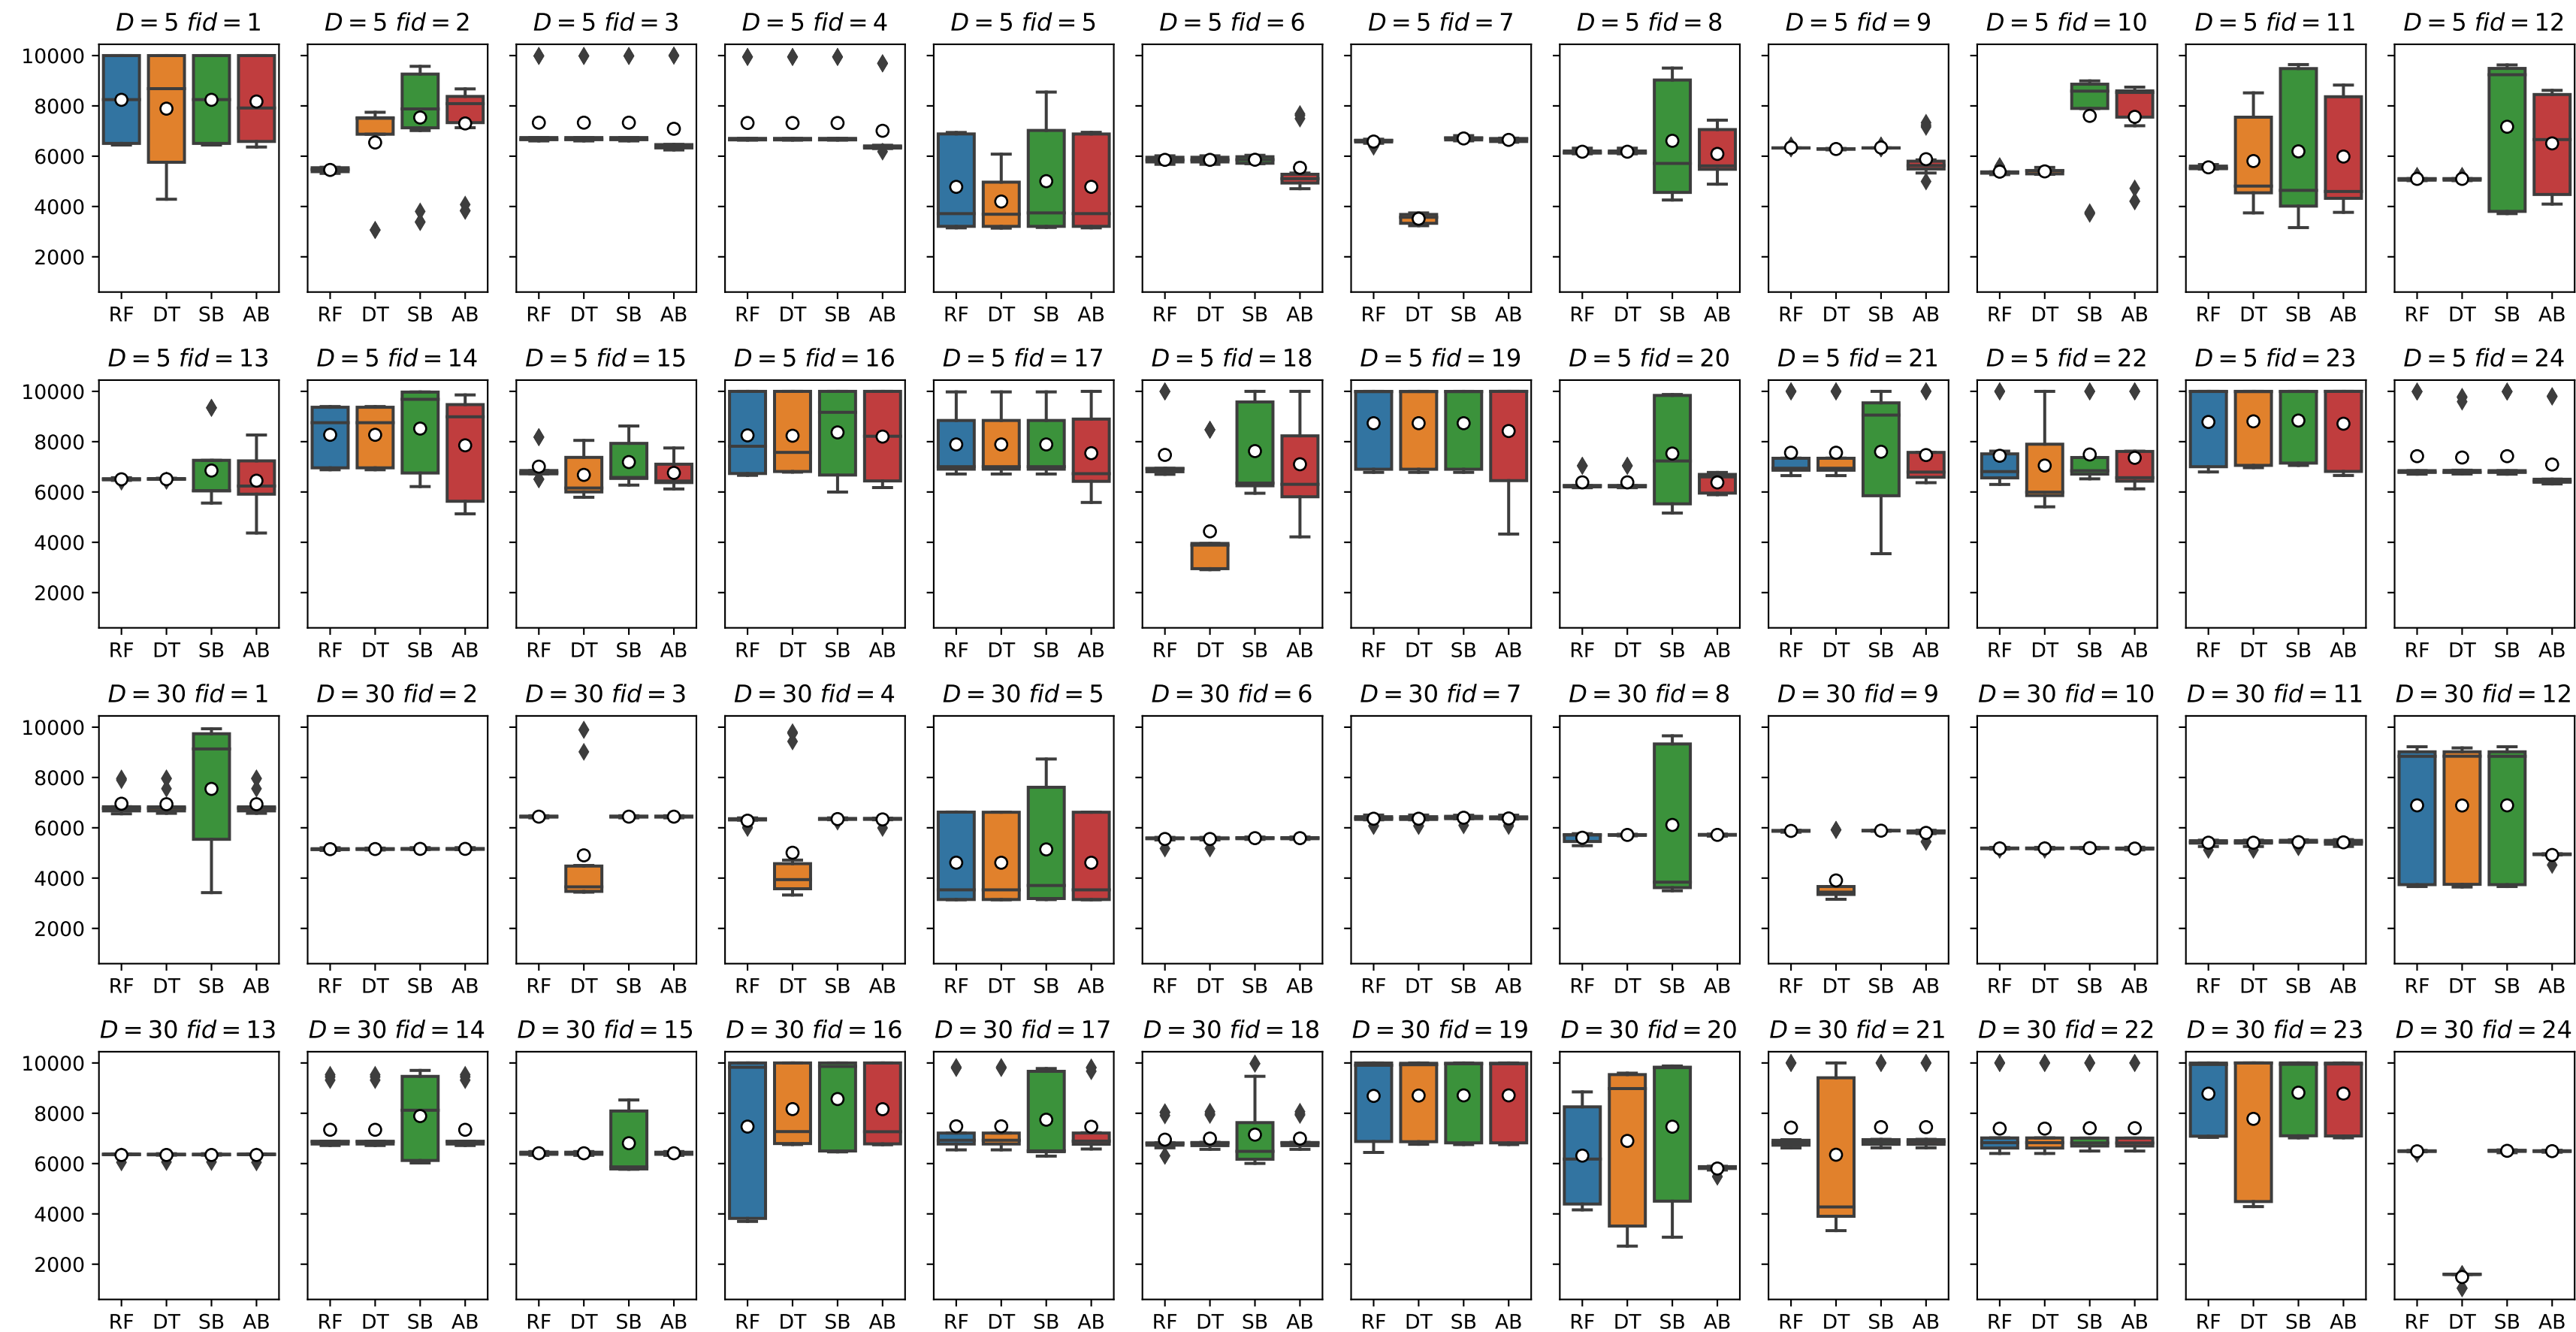 D = 5 fid = 1 D = 5 fid = 2 D = 5 fid = 3 D = 5 fid = 4 D = 5 fid = 5 D = 5 fid = 6 D = 5 fid = 7 D = 5 fid = 8 D = 5 fid = 9 D = 5 fid = 10 D = 5 fid = 11 D = 5 fid = 12
10000
8000
6000
4000
2000
RF DT SB AB RF DT SB AB RF DT SB AB RF DT SB AB RF DT SB AB RF DT SB AB RF DT SB AB RF DT SB AB RF DT SB AB RF DT SB AB RF DT SB AB RF DT SB AB
D = 5 fid = 13 D = 5 fid = 14 D = 5 fid = 15 D = 5 fid = 16 D = 5 fid = 17 D = 5 fid = 18 D = 5 fid = 19 D = 5 fid = 20 D = 5 fid = 21 D = 5 fid = 22 D = 5 fid = 23 D = 5 fid = 24
10000
8000
6000
4000
2000
RF DT SB AB RF DT SB AB RF DT SB AB RF DT SB AB RF DT SB AB RF DT SB AB RF DT SB AB RF DT SB AB RF DT SB AB RF DT SB AB RF DT SB AB RF DT SB AB
D = 30 fid = 1 D = 30 fid = 2 D = 30 fid = 3 D = 30 fid = 4 D = 30 fid = 5 D = 30 fid = 6 D = 30 fid = 7 D = 30 fid = 8 D = 30 fid = 9 D = 30 fid = 10 D = 30 fid = 11 D = 30 fid = 12
10000
8000
6000
4000
2000
RF DT SB AB RF DT SB AB RF DT SB AB RF DT SB AB RF DT SB AB RF DT SB AB RF DT SB AB RF DT SB AB RF DT SB AB RF DT SB AB RF DT SB AB RF DT SB AB
D = 30 fid = 13 D = 30 fid = 14 D = 30 fid = 15 D = 30 fid = 16 D = 30 fid = 17 D = 30 fid = 18 D = 30 fid = 19 D = 30 fid = 20 D = 30 fid = 21 D = 30 fid = 22 D = 30 fid = 23 D = 30 fid = 24
10000
8000
6000
4000
2000
RF DT SB AB RF DT SB AB RF DT SB AB RF DT SB AB RF DT SB AB RF DT SB AB RF DT SB AB RF DT SB AB RF DT SB AB RF DT SB AB RF DT SB AB RF DT SB AB